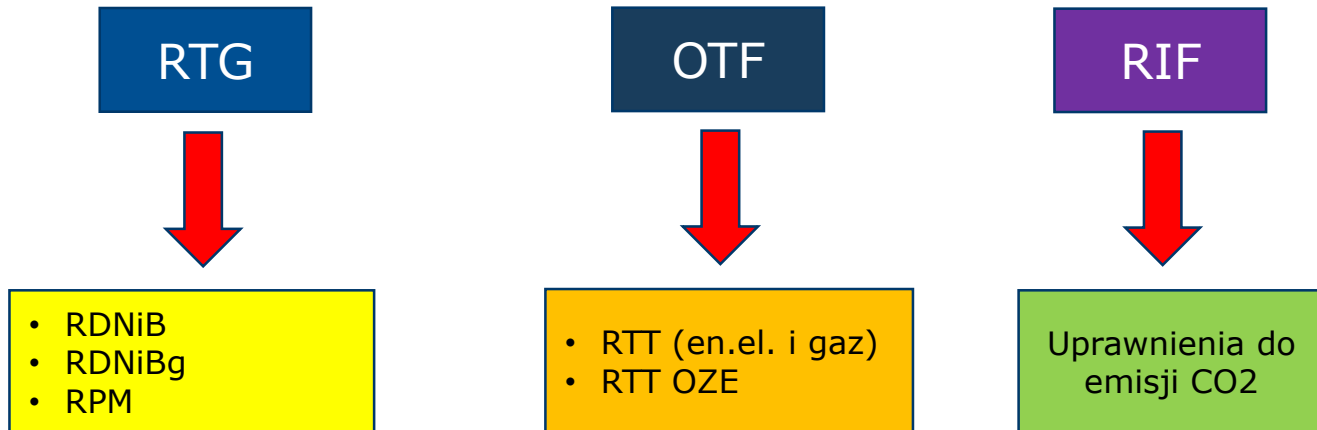 RTG
OTF
RIF
• RDNiB
• RDNiBg
• RPM
• RTT (en.el. i gaz)
• RTT OZE
Uprawnienia do
emisji CO2